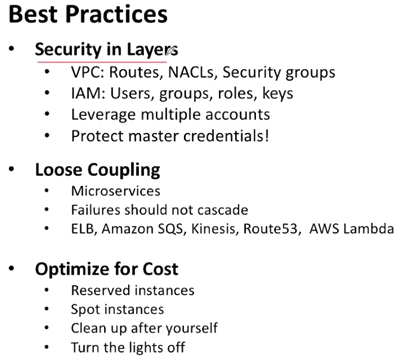 Best Practices
• Security in Layers
• VPC: Routes, NACLs, Security groups
• IAM: Users, groups, roles, keys
• Leverage multiple accounts
• Protect master credentials!
• Loose Coupling
• Microservices
• Failures should not cascade
• ELB, Amazon SQS, Kinesis, Route53, AWS Lambda
• Optimize for Cost
• Reserved instances
• Spot instances
• Clean up after yourself
• Turn the lights off